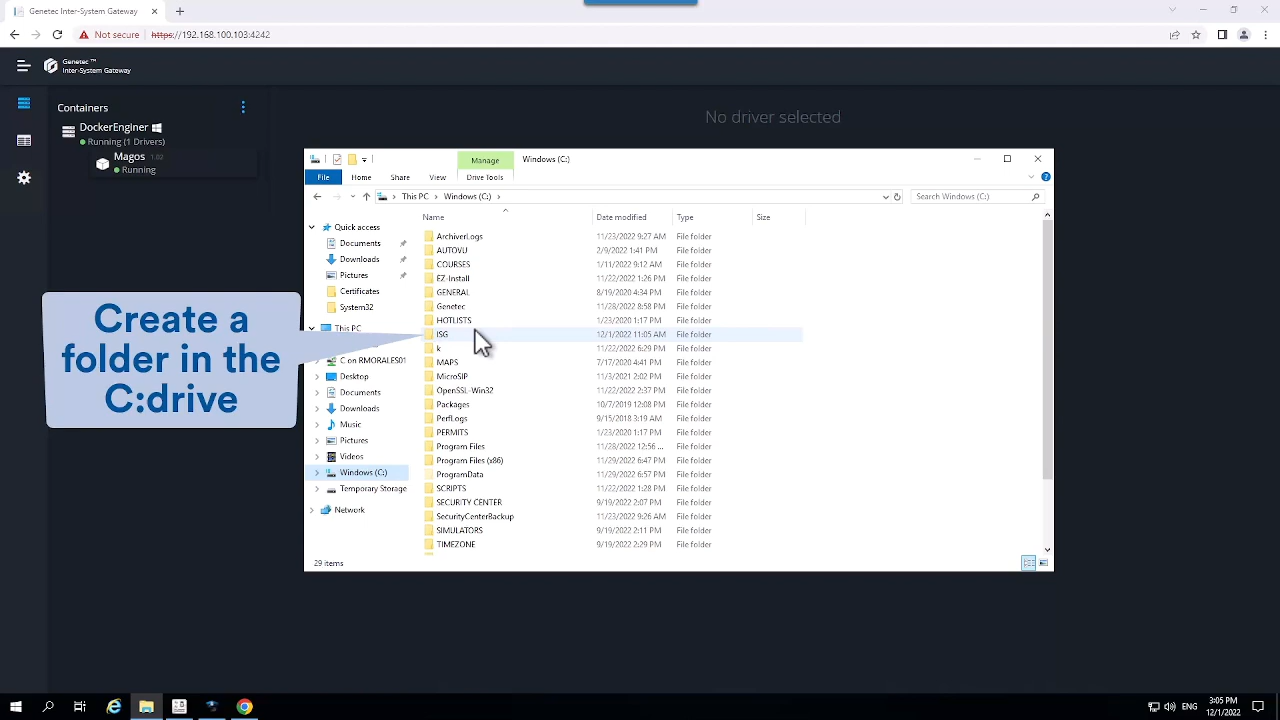 Genetec Inter-System Gateway
Not secure
https://192.168.100.103:4242
Genetec™
Inter-System Gateway
Containers
DockerEnginer
Running (1 Drivers)
Magos 1.02
Running
No driver selected
Manage
Windows (C:)
File Home Share View Drive Tools
This PC > Windows (C:) >
Search Windows (C:)
Quick access
Documents
Downloads
Pictures
Certificates
System32
This PC
C on RMORALES01
Desktop
Documents
Downloads
Music
Pictures
Videos
Windows (C:)
Temporary Storage
Network
Name Date modified Type Size
ArchiverLogs 11/23/2022 9:27 AM File folder
AUTOVU 2/9/2022 1:41 PM File folder
COURSES 1/11/2022 9:12 AM File folder
EZ-Install 11/22/2022 1:26 PM File folder
GENERAL 8/19/2020 4:34 PM File folder
Genetec 11/28/2022 8:58 PM File folder
HOTLISTS 1/23/2020 1:17 PM File folder
ISG 12/1/2022 11:05 AM File folder
k 11/22/2022 6:29 PM File folder
MAPS 7/17/2020 4:41 PM File folder
MicroSIP 11/3/2021 2:02 PM File folder
OpenSSL-Win32 11/22/2022 2:37 PM File folder
Packages 10/7/2019 12:08 PM File folder
PerfLogs 9/15/2018 3:19 AM File folder
PERMITS 1/23/2020 1:17 PM File folder
Program Files 11/28/2022 12:56 ... File folder
Program Files (x86) 11/29/2022 6:47 PM File folder
ProgramData 11/29/2022 6:57 PM File folder
SCRIPTS 11/22/2022 1:28 PM File folder
SECURITY CENTER 9/19/2022 2:07 PM File folder
SecurityCenterBackup 11/23/2022 9:26 AM File folder
SIMULATORS 9/19/2022 2:11 PM File folder
TIMEZONE 9/19/2022 2:29 PM File folder
29 items
Create a
folder in the
C:drive
ENG
3:05 PM
12/1/2022